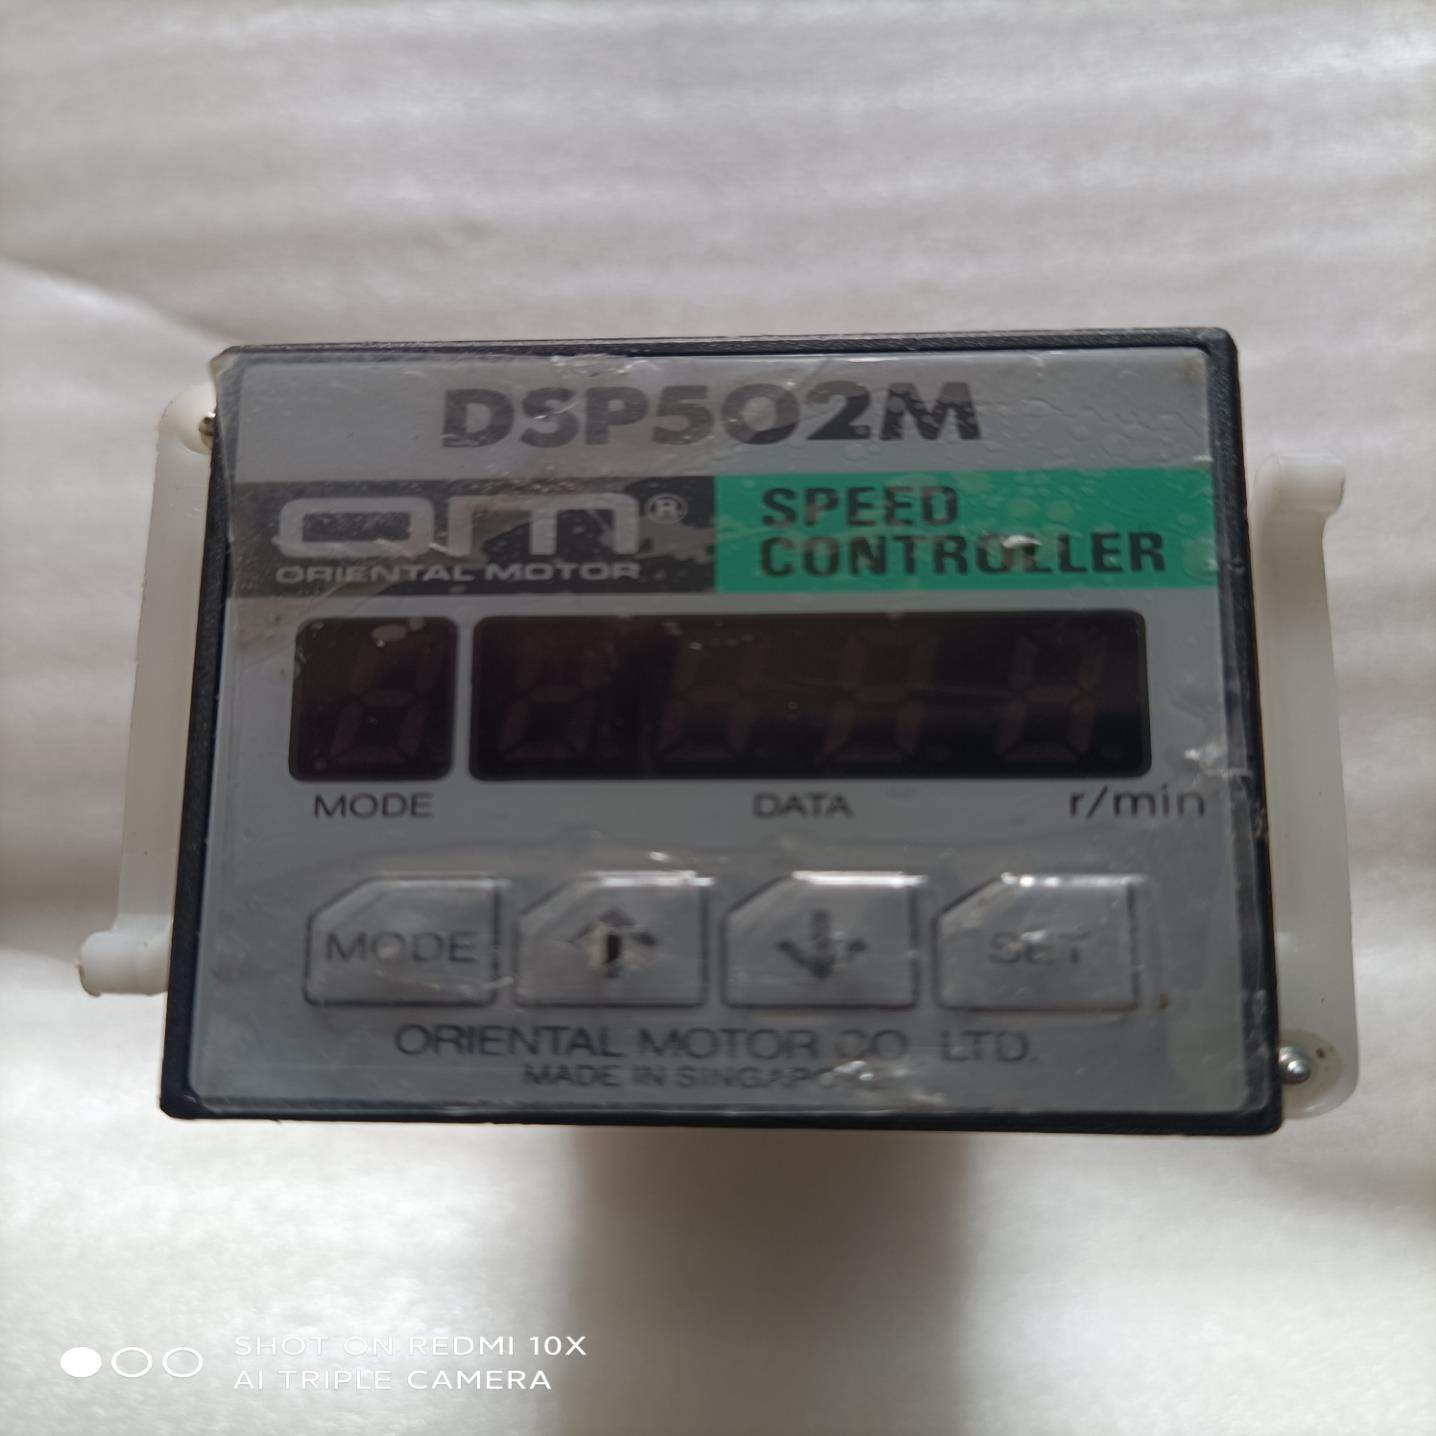 DSP502M
om®
ORIENTAL MOTOR
SPEED
CONTROLLER
MODE DATA r/min
MODE ↑ ↓ SET
ORIENTAL MOTOR CO LTD.
MADE IN SINGAPORE
SHOT ON REDMI 10X
AI TRIPLE CAMERA